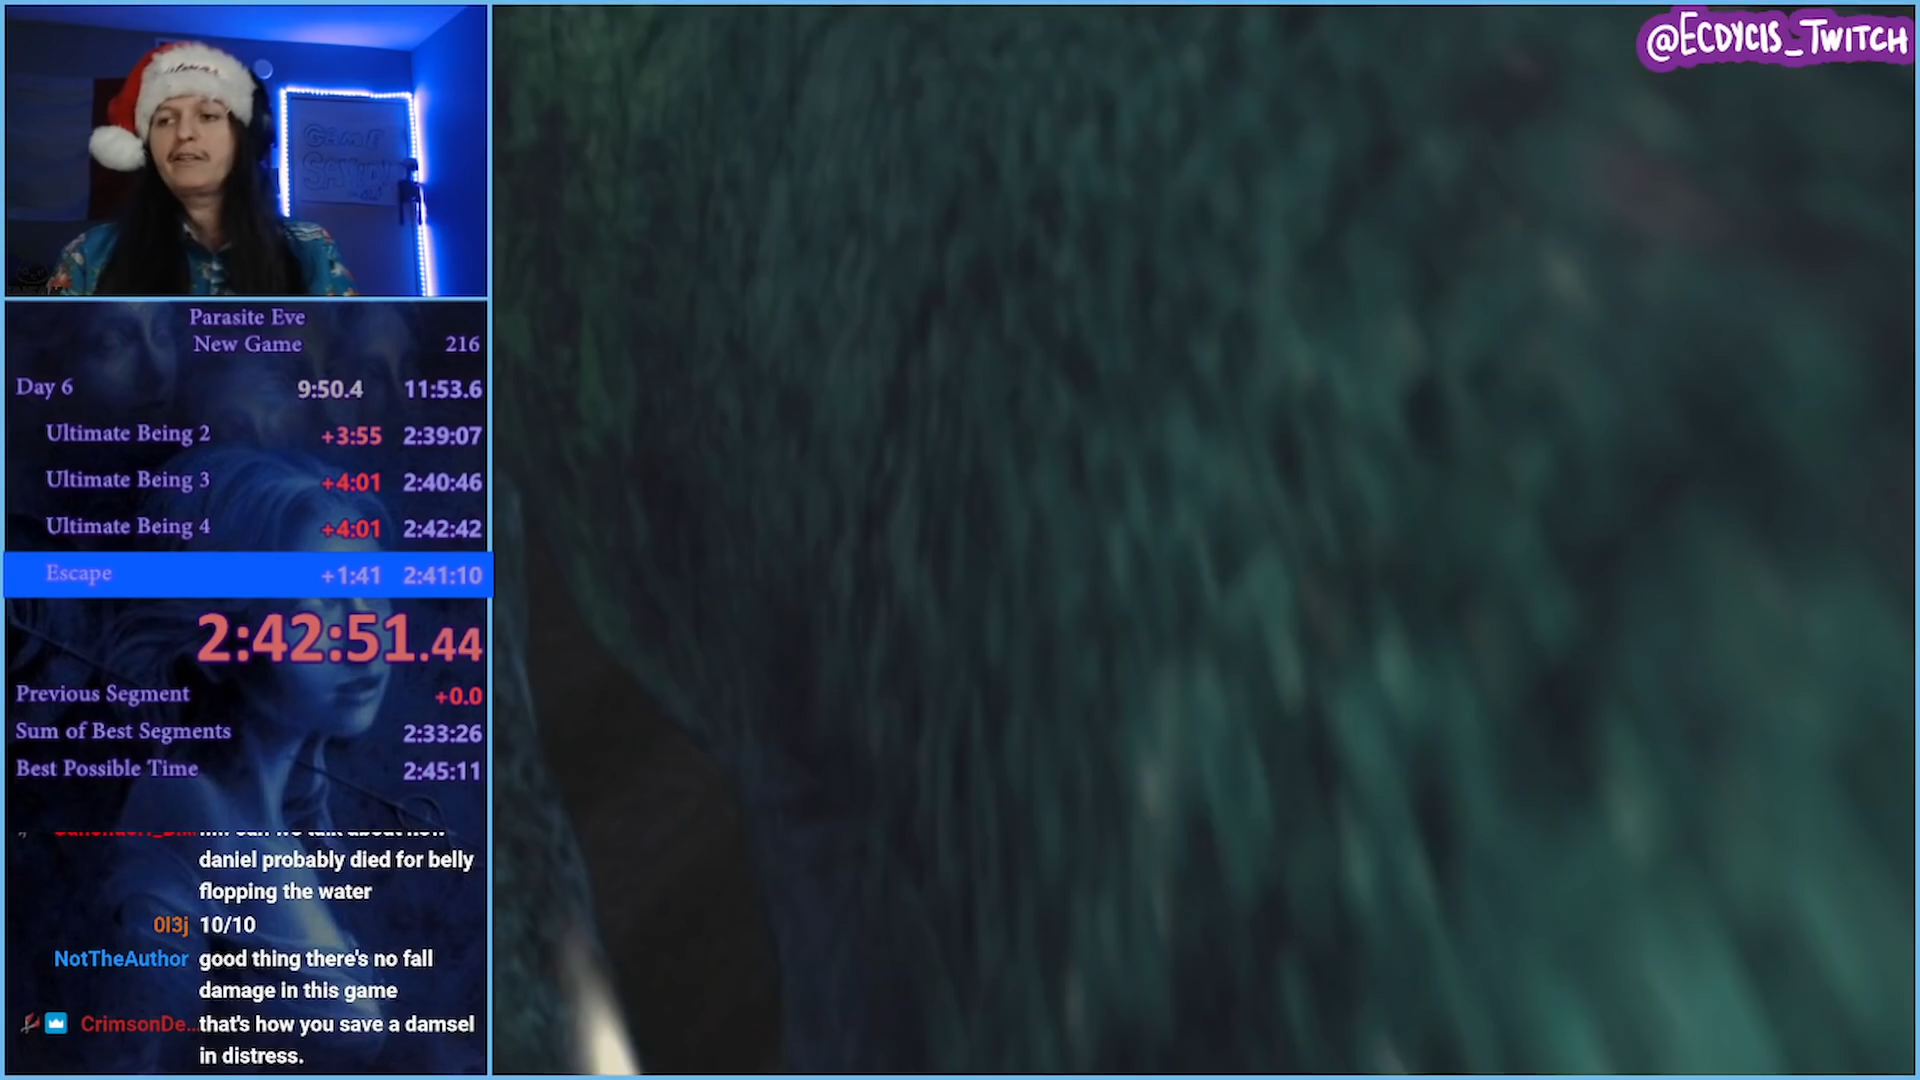 @Ecdycis_Twitch
GAME
Parasite Eve
New Game 216
Day 6 9:50.4 11:53.6
Ultimate Being 2 +3:55 2:39:07
Ultimate Being 3 +4:01 2:40:46
Ultimate Being 4 +4:01 2:42:42
Escape +1:41 2:41:10
2:42:51.44
Previous Segment +0.0
Sum of Best Segments 2:33:26
Best Possible Time 2:45:11
daniel probably died for belly
flopping the water
0l3j 10/10
NotTheAuthor good thing there's no fall
damage in this game
CrimsonDe... that's how you save a damsel
in distress.